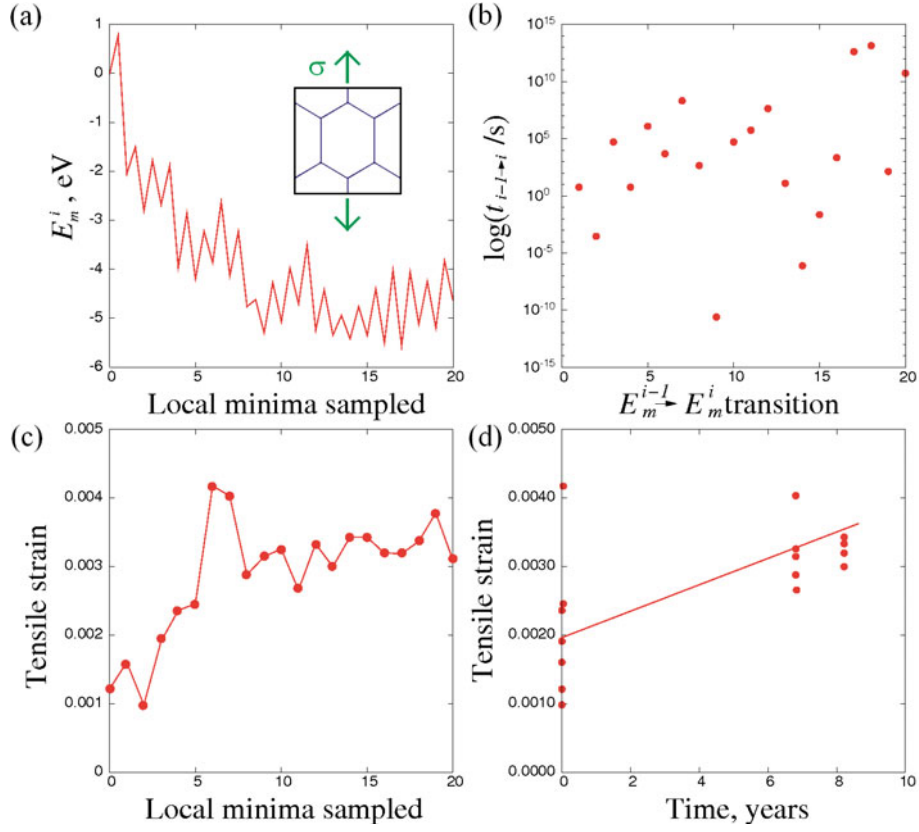 (a)
1
0
-1
-2
-3
-4
-5
-6
E_m^i, eV
σ
0 5 10 15 20
Local minima sampled
(b)
10^15
10^10
10^5
10^0
10^-5
10^-10
10^-15
log(t_{i-1→i} /s)
0 5 10 15 20
E_m^{i-1}→ E_m^i transition
(c)
0.005
0.004
0.003
0.002
0.001
0
Tensile strain
0 5 10 15 20
Local minima sampled
(d)
0.0050
0.0040
0.0030
0.0020
0.0010
0.0000
Tensile strain
0 2 4 6 8 10
Time, years